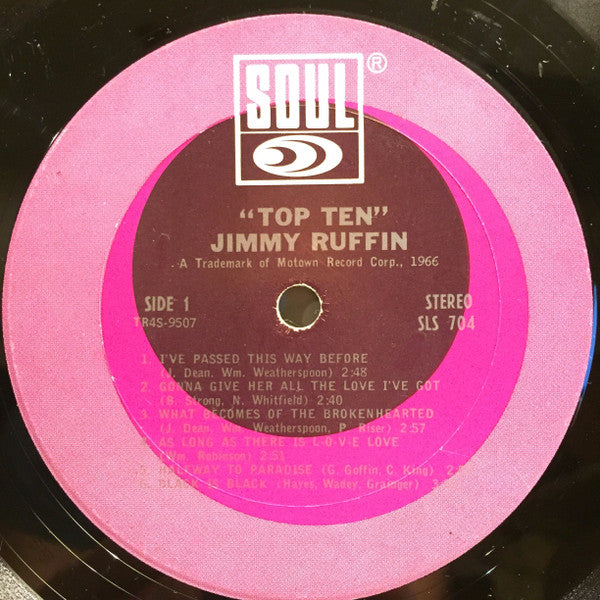 SOUL ®
"TOP TEN"
JIMMY RUFFIN
A Trademark of Motown Record Corp., 1966
SIDE 1 STEREO
TR4S-9507 SLS 704
1. I'VE PASSED THIS WAY BEFORE
(J. Dean, Wm. Weatherspoon) 2:48
2. GONNA GIVE HER ALL THE LOVE I'VE GOT
(B. Strong, N. Whitfield) 2:40
3. WHAT BECOMES OF THE BROKENHEARTED
(J. Dean, Wm. Weatherspoon, P. Riser) 2:57
4. AS LONG AS THERE IS L-O-V-E LOVE
(Wm. Robinson) 2:51
5. HALFWAY TO PARADISE (G. Goffin, C. King)
6. BLACK IS BLACK (Hayes, Wadey, Grainger)